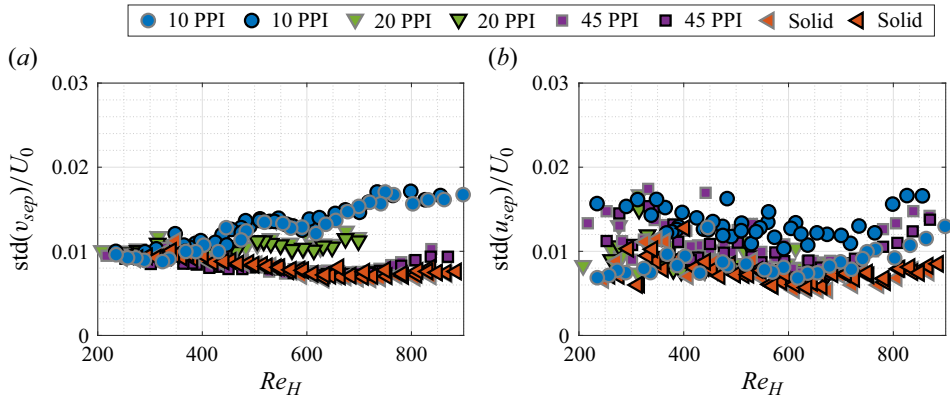 10 PPI 10 PPI 20 PPI 20 PPI 45 PPI 45 PPI Solid Solid
(a) (b)
0.03 0.03
0.02 0.02
std(v_sep)/U_0 std(u_sep)/U_0
0.01 0.01
0 0
200 400 600 800 200 400 600 800
Re_H Re_H